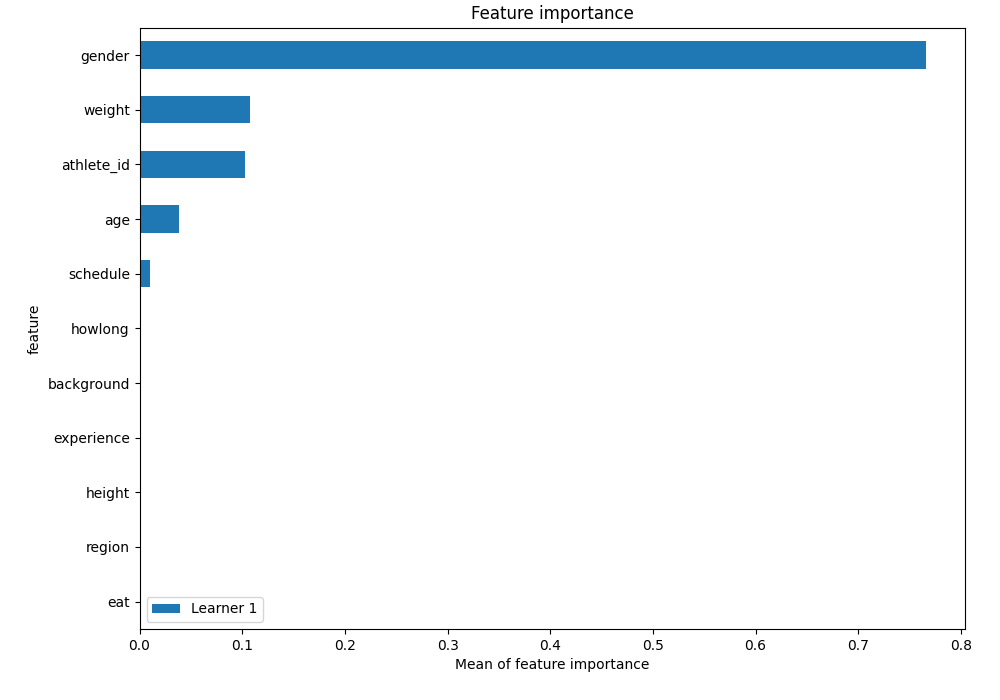 Feature importance
gender
weight
athlete_id
age
schedule
howlong
background
experience
height
region
eat
feature
Learner 1
0.0 0.1 0.2 0.3 0.4 0.5 0.6 0.7 0.8
Mean of feature importance